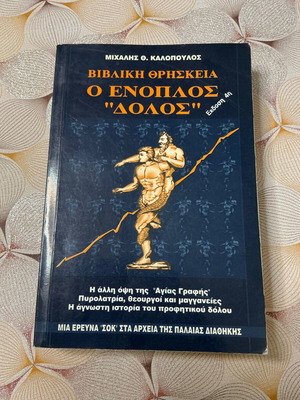 ΜΙΧΑΛΗΣ Θ. ΚΑΛΟΠΟΥΛΟΣ
ΒΙΒΛΙΚΗ ΘΡΗΣΚΕΙΑ
Ο ΕΝΟΠΛΟΣ
"ΔΟΛΟΣ"
Εκδοση 4η
Η άλλη όψη της 'Αγίας Γραφής'
Πυρολατρία, θεουργοί και μαγγανείες
Η άγνωστη ιστορία του προφητικού δόλου
ΜΙΑ ΕΡΕΥΝΑ 'ΣΟΚ' ΣΤΑ ΑΡΧΕΙΑ ΤΗΣ ΠΑΛΑΙΑΣ ΔΙΑΘΗΚΗΣ